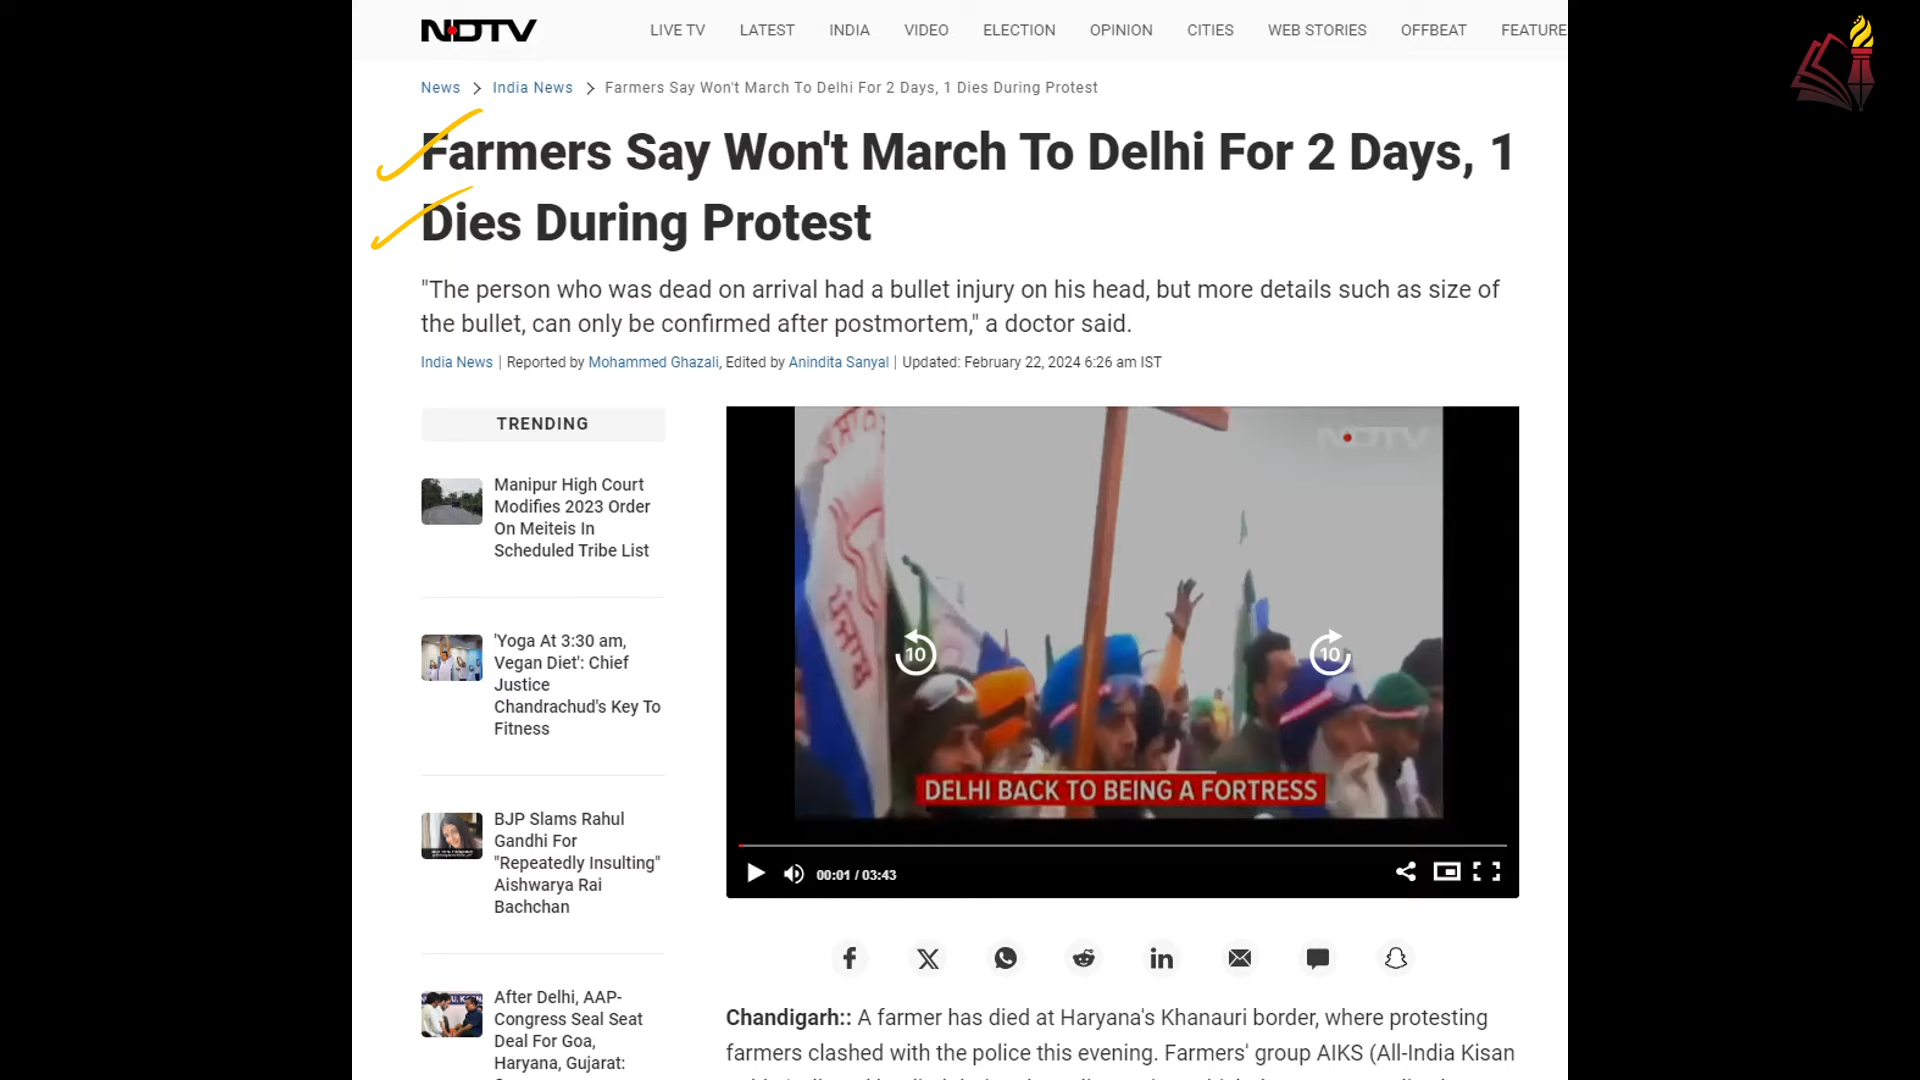 NDTV
LIVE TV LATEST INDIA VIDEO ELECTION OPINION CITIES WEB STORIES OFFBEAT FEATURE
News > India News > Farmers Say Won't March To Delhi For 2 Days, 1 Dies During Protest
Farmers Say Won't March To Delhi For 2 Days, 1
Dies During Protest
"The person who was dead on arrival had a bullet injury on his head, but more details such as size of
the bullet, can only be confirmed after postmortem," a doctor said.
India News | Reported by Mohammed Ghazali, Edited by Anindita Sanyal | Updated: February 22, 2024 6:26 am IST
TRENDING
Manipur High Court
Modifies 2023 Order
On Meiteis In
Scheduled Tribe List
'Yoga At 3:30 am,
Vegan Diet': Chief
Justice
Chandrachud's Key To
Fitness
BJP Slams Rahul
Gandhi For
"Repeatedly Insulting"
Aishwarya Rai
Bachchan
After Delhi, AAP-
Congress Seal Seat
Deal For Goa,
Haryana, Gujarat:
NDTV
10
10
DELHI BACK TO BEING A FORTRESS
00:01 / 03:43
Chandigarh:: A farmer has died at Haryana's Khanauri border, where protesting
farmers clashed with the police this evening. Farmers' group AIKS (All-India Kisan